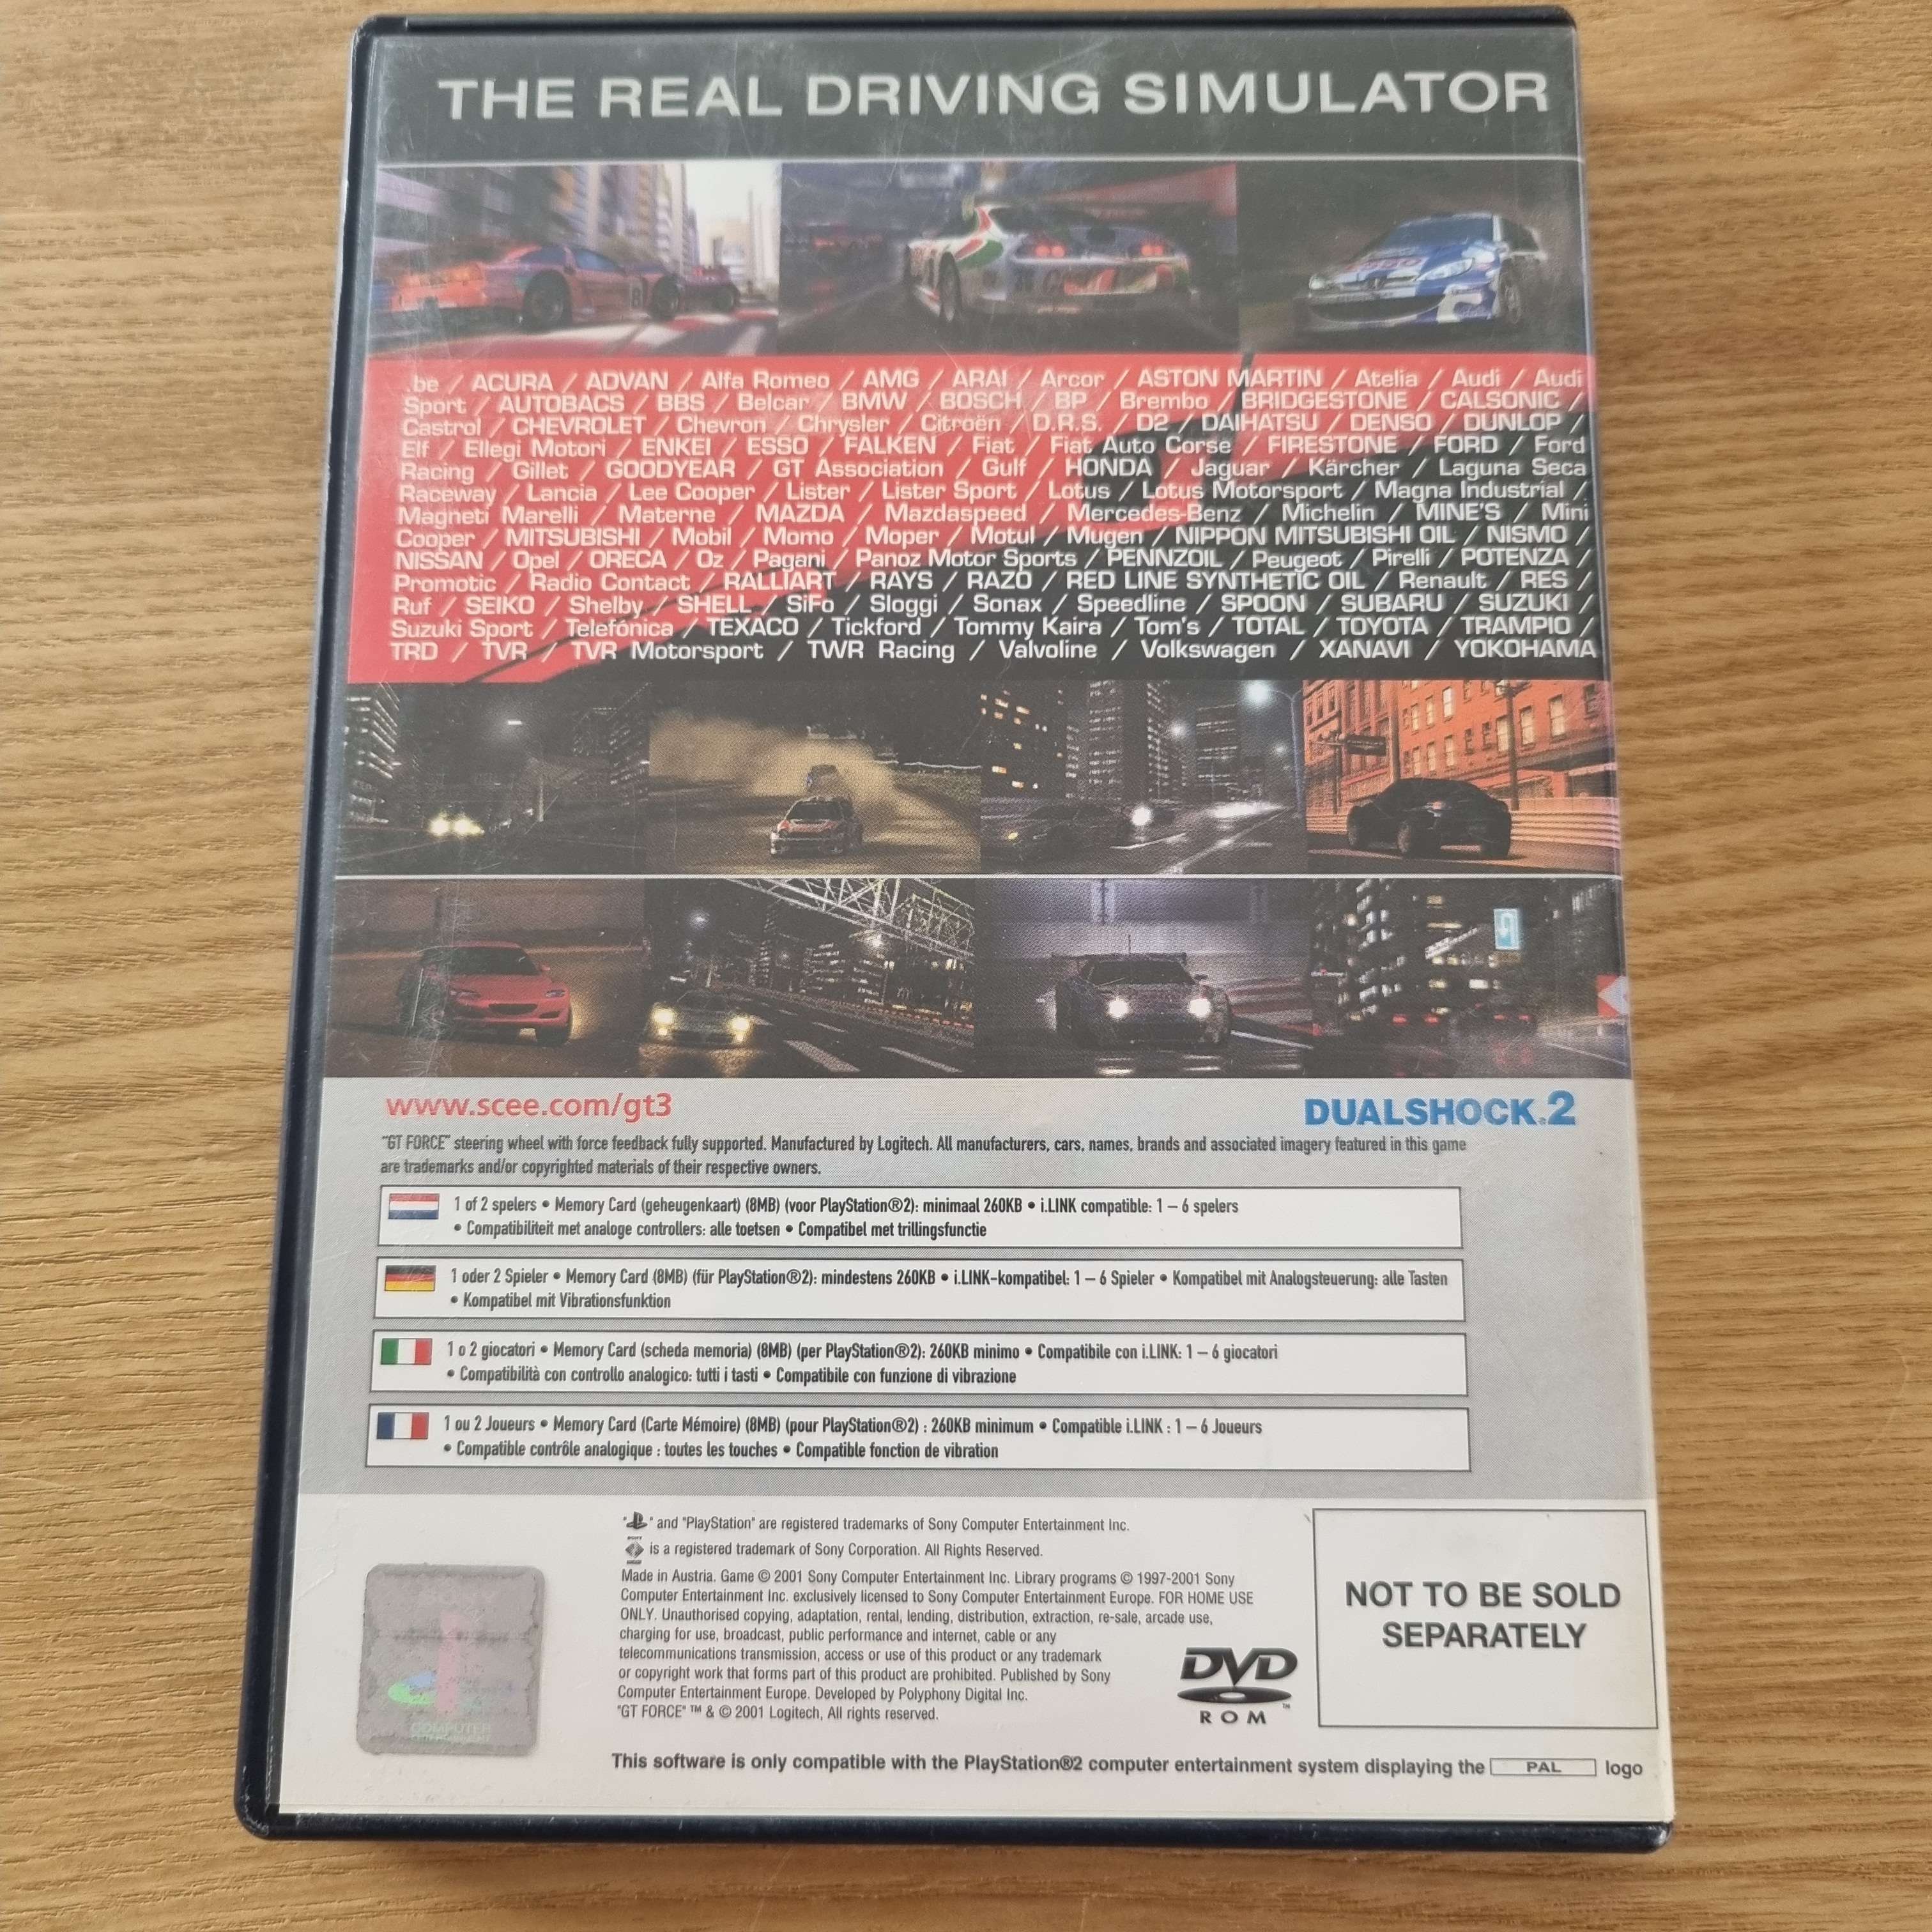 THE REAL DRIVING SIMULATOR
.be / ACURA / ADVAN / Alfa Romeo / AMG / ARAI / Arcor / ASTON MARTIN / Atelia / Audi / Audi
Sport / AUTOBACS / BBS / Belcar / BMW / BOSCH / BP / Brembo / BRIDGESTONE / CALSONIC /
Castrol / CHEVROLET / Chevron / Chrysler / Citroën / D.R.S. / D2 / DAIHATSU / DENSO / DUNLOP /
Elf / Ellegi Motori / ENKEI / ESSO / FALKEN / Fiat / Fiat Auto Corse / FIRESTONE / FORD / Ford
Racing / Gillet / GOODYEAR / GT Association / Gulf / HONDA / Jaguar / Kärcher / Laguna Seca
Raceway / Lancia / Lee Cooper / Lister / Lister Sport / Lotus / Lotus Motorsport / Magna Industrial /
Magneti Marelli / Materne / MAZDA / Mazdaspeed / Mercedes-Benz / Michelin / MINE'S / Mini
Cooper / MITSUBISHI / Mobil / Momo / Moper / Motul / Mugen / NIPPON MITSUBISHI OIL / NISMO /
NISSAN / Opel / ORECA / Oz / Pagani / Panoz Motor Sports / PENNZOIL / Peugeot / Pirelli / POTENZA /
Promotic / Radio Contact / RALLIART / RAYS / RAZO / RED LINE SYNTHETIC OIL / Renault / RES /
Ruf / SEIKO / Shelby / SHELL / SiFo / Sloggi / Sonax / Speedline / SPOON / SUBARU / SUZUKI /
Suzuki Sport / Telefónica / TEXACO / Tickford / Tommy Kaira / Tom's / TOTAL / TOYOTA / TRAMPIO /
TRD / TVR / TVR Motorsport / TWR Racing / Valvoline / Volkswagen / XANAVI / YOKOHAMA
www.scee.com/gt3
DUALSHOCK.2
"GT FORCE" steering wheel with force feedback fully supported. Manufactured by Logitech. All manufacturers, cars, names, brands and associated imagery featured in this game
are trademarks and/or copyrighted materials of their respective owners.
1 of 2 spelers • Memory Card (geheugenkaart) (8MB) (voor PlayStation®2): minimaal 260KB • i.LINK compatible: 1 – 6 spelers
• Compatibiliteit met analoge controllers: alle toetsen • Compatibel met trillingsfunctie
1 oder 2 Spieler • Memory Card (8MB) (für PlayStation®2): mindestens 260KB • i.LINK-kompatibel: 1 – 6 Spieler • Kompatibel mit Analogsteuerung: alle Tasten
• Kompatibel mit Vibrationsfunktion
1 o 2 giocatori • Memory Card (scheda memoria) (8MB) (per PlayStation®2): 260KB minimo • Compatibile con i.LINK: 1 – 6 giocatori
• Compatibilità con controllo analogico: tutti i tasti • Compatibile con funzione di vibrazione
1 ou 2 Joueurs • Memory Card (Carte Mémoire) (8MB) (pour PlayStation®2) : 260KB minimum • Compatible i.LINK : 1 – 6 Joueurs
• Compatible contrôle analogique : toutes les touches • Compatible fonction de vibration
" " and "PlayStation" are registered trademarks of Sony Computer Entertainment Inc.
is a registered trademark of Sony Corporation. All Rights Reserved.
Made in Austria. Game © 2001 Sony Computer Entertainment Inc. Library programs © 1997-2001 Sony
Computer Entertainment Inc. exclusively licensed to Sony Computer Entertainment Europe. FOR HOME USE
ONLY. Unauthorised copying, adaptation, rental, lending, distribution, extraction, re-sale, arcade use,
charging for use, broadcast, public performance and internet, cable or any
telecommunications transmission, access or use of this product or any trademark
or copyright work that forms part of this product are prohibited. Published by Sony
Computer Entertainment Europe. Developed by Polyphony Digital Inc.
"GT FORCE" ™ & © 2001 Logitech, All rights reserved.
DVD
ROM
NOT TO BE SOLD
SEPARATELY
SONY
COMPUTER
This software is only compatible with the PlayStation®2 computer entertainment system displaying the PAL logo